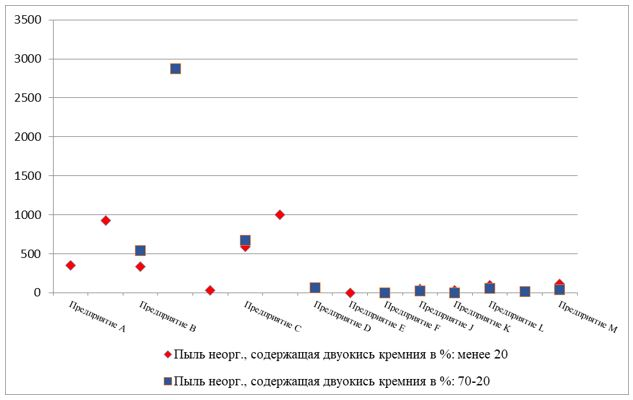 3500
3000
2500
2000
1500
1000
500
0
Предприятие A
Предприятие B
Предприятие C
Предприятие D
Предприятие E
Предприятие F
Предприятие J
Предприятие K
Предприятие L
Предприятие M
Пыль неорг., содержащая двуокись кремния в %: менее 20
Пыль неорг., содержащая двуокись кремния в %: 70-20